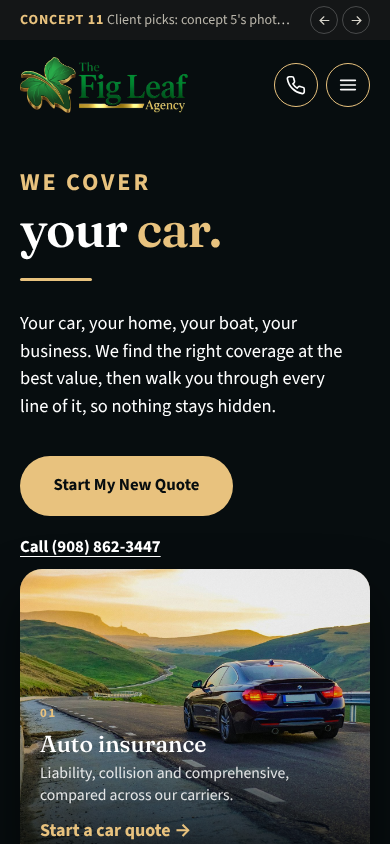 CONCEPT 11 Client picks: concept 5's phot…
The
Fig Leaf
Agency
WE COVER
your car.
Your car, your home, your boat, your
business. We find the right coverage at the
best value, then walk you through every
line of it, so nothing stays hidden.
Start My New Quote
Call (908) 862-3447
01
Auto insurance
Liability, collision and comprehensive,
compared across our carriers.
Start a car quote →